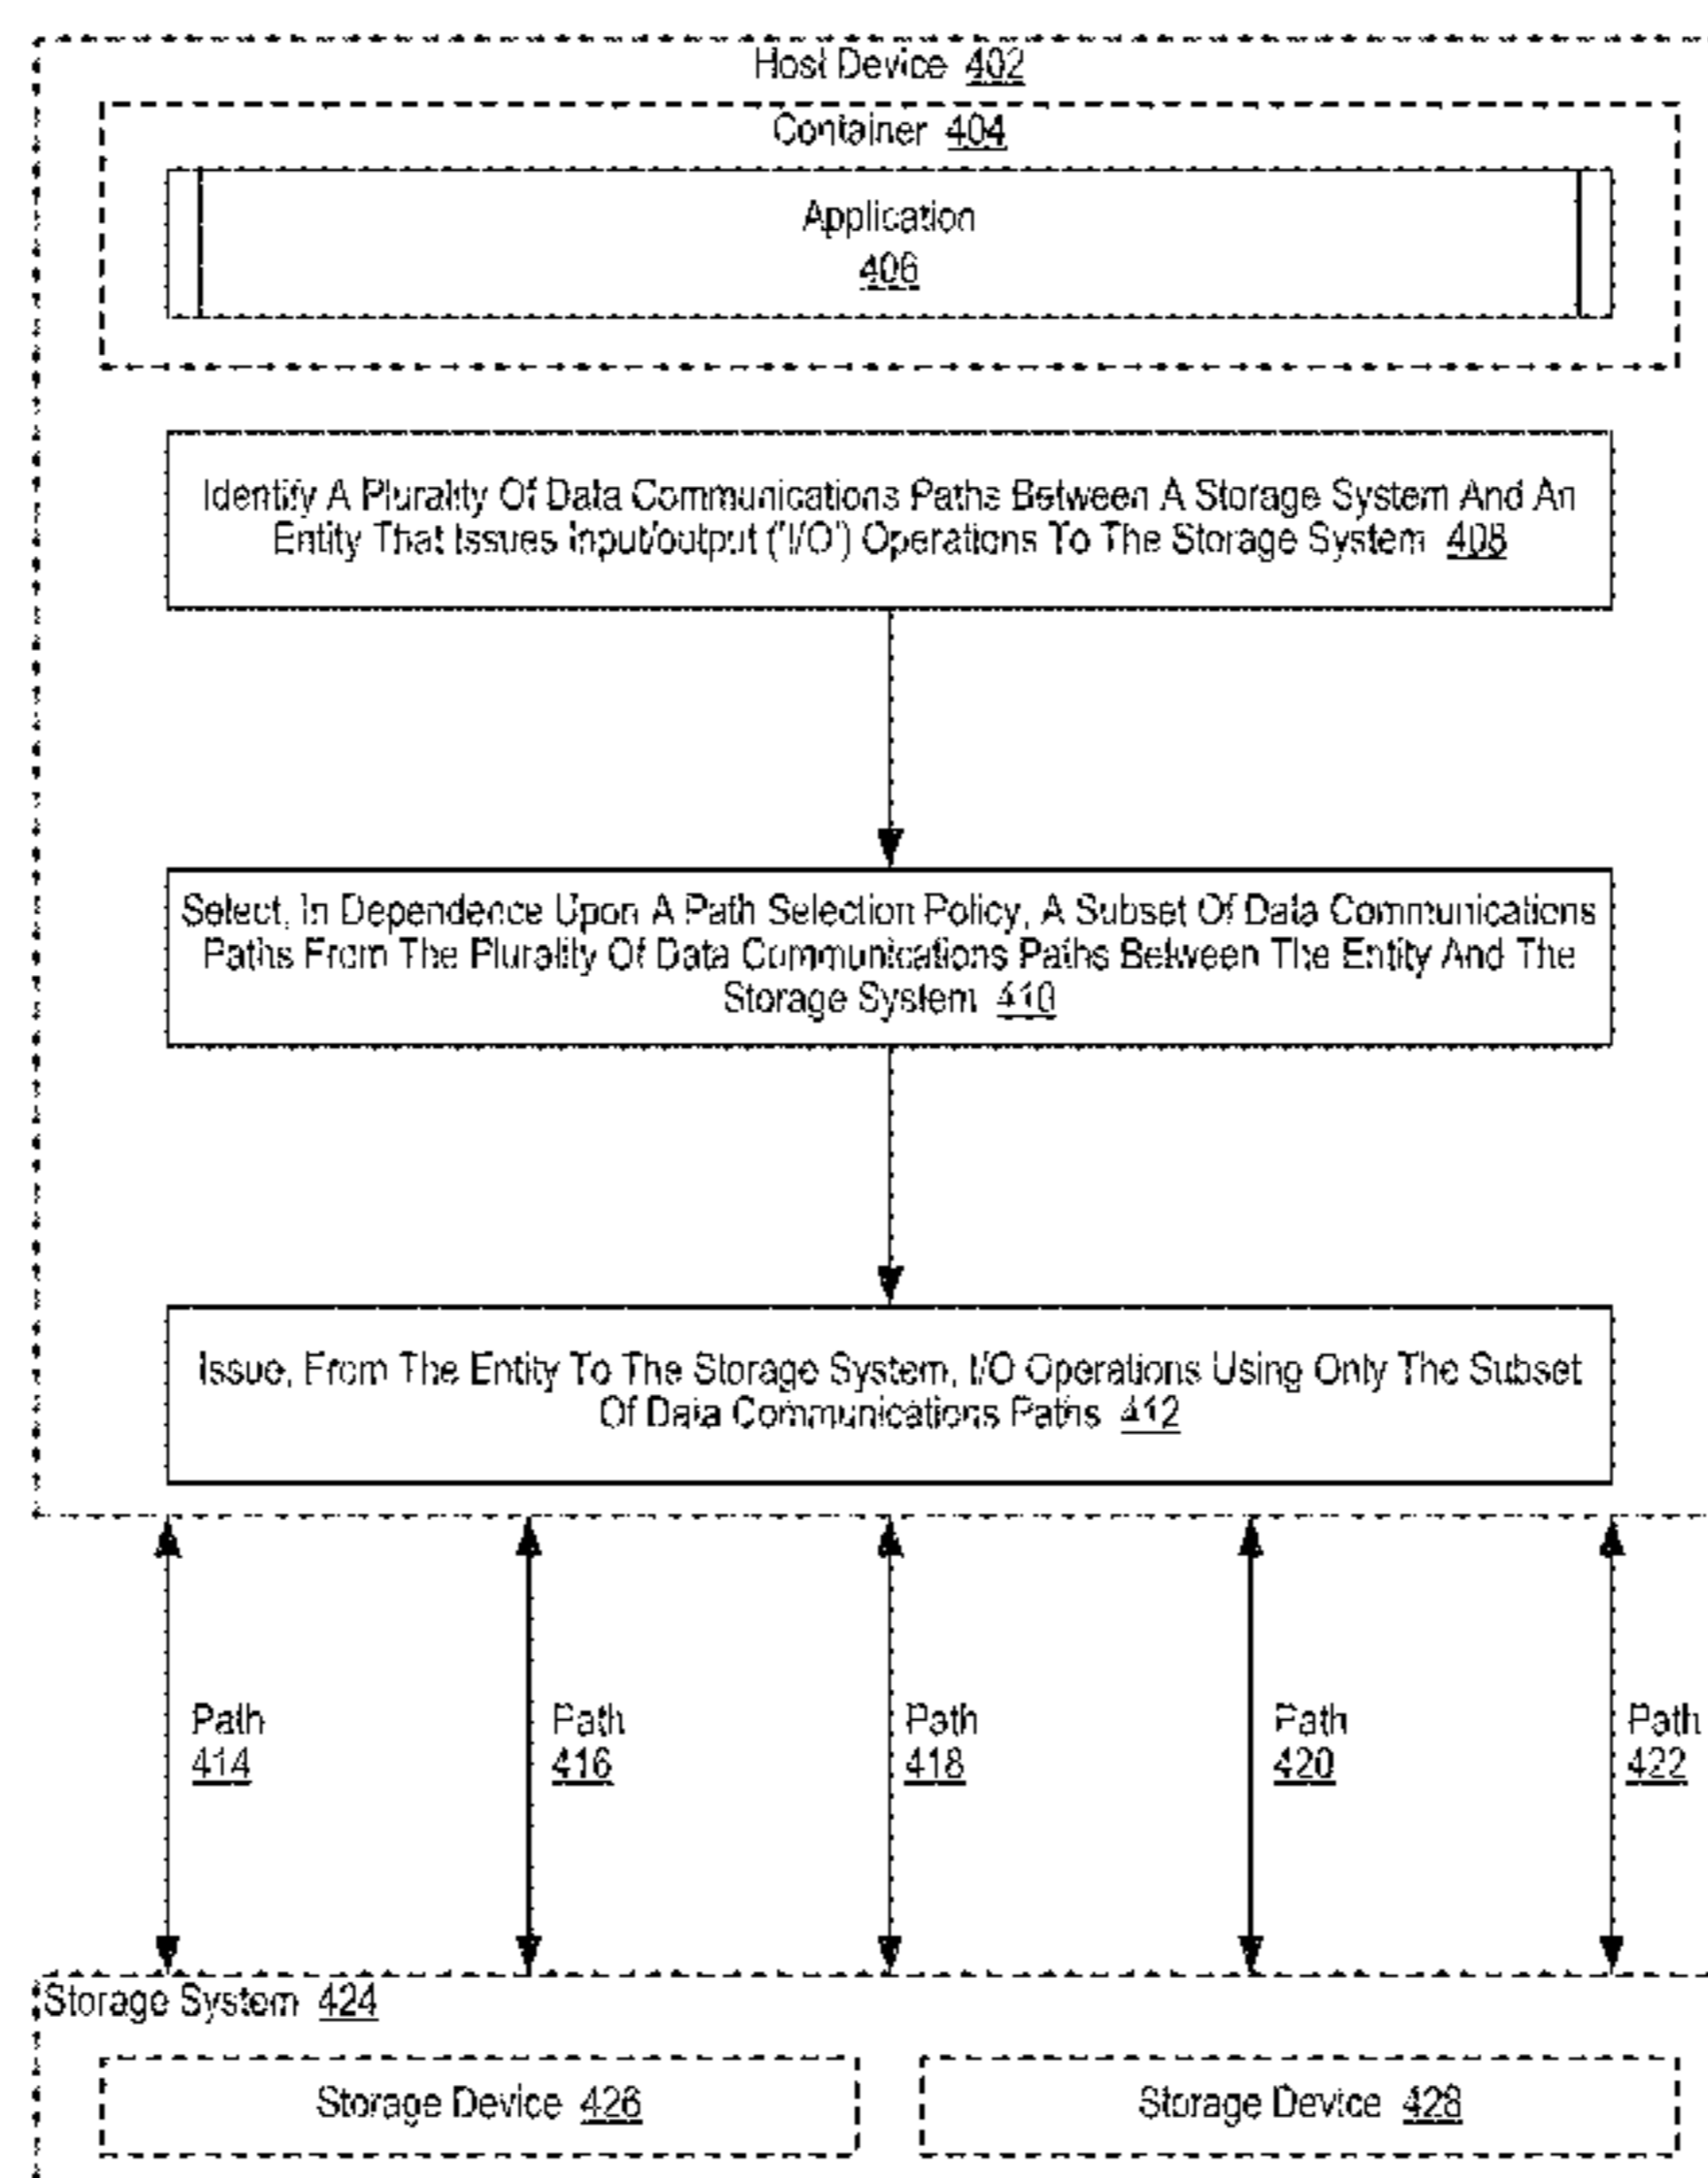 Host Device 402
Container 404
Application
406
Identify A Plurality Of Data Communications Paths Between A Storage System And An
Entity That Issues Input/output ('I/O') Operations To The Storage System 408
Select, In Dependence Upon A Path Selection Policy, A Subset Of Data Communications
Paths From The Plurality Of Data Communications Paths Between The Entity And The
Storage System 410
Issue, From The Entity To The Storage System, I/O Operations Using Only The Subset
Of Data Communications Paths 412
Path
414
Path
416
Path
418
Path
420
Path
422
Storage System 424
Storage Device 426
Storage Device 428